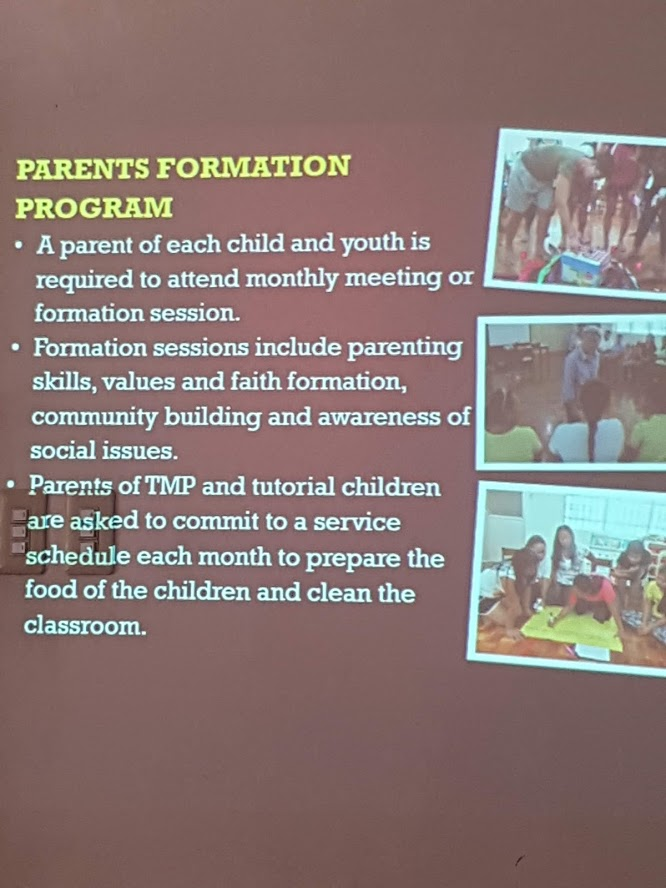 PARENTS FORMATION
PROGRAM
• A parent of each child and youth is
required to attend monthly meeting or
formation session.
• Formation sessions include parenting
skills, values and faith formation,
community building and awareness of
social issues.
• Parents of TMP and tutorial children
are asked to commit to a service
schedule each month to prepare the
food of the children and clean the
classroom.